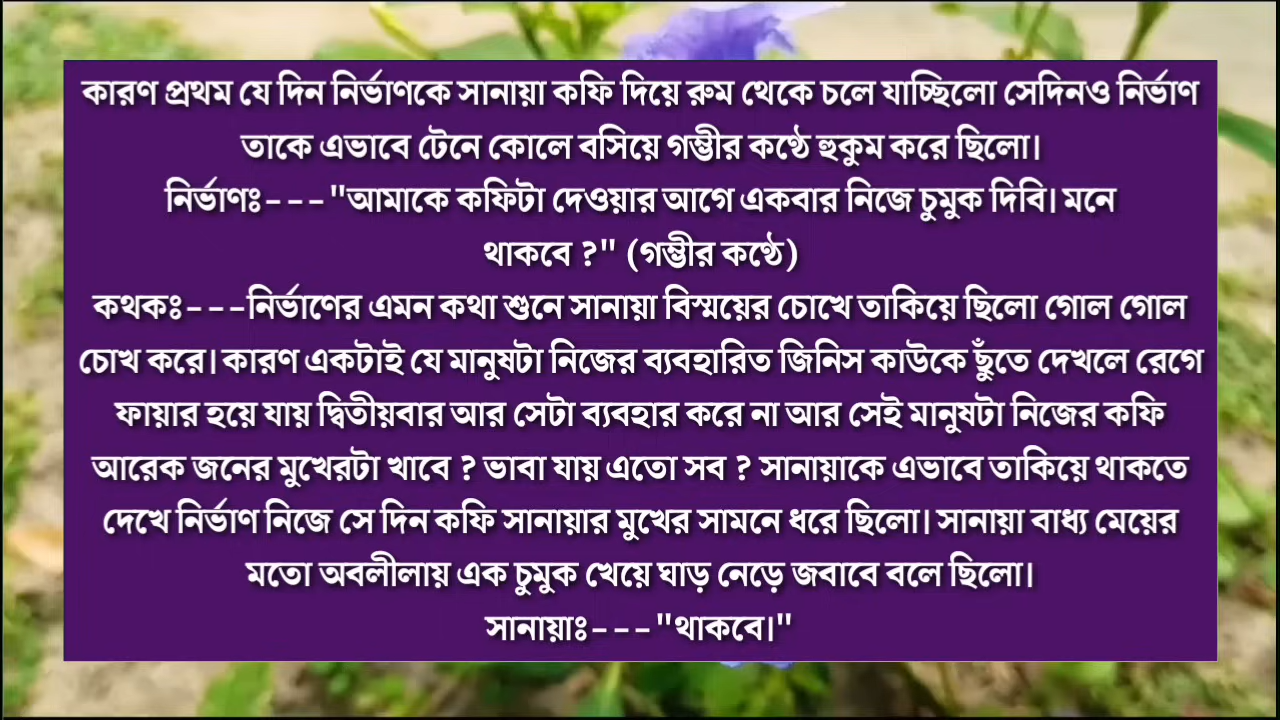 কারণ প্রথম যে দিন নির্ভাণকে সানায়া কফি দিয়ে রুম থেকে চলে যাচ্ছিলো সেদিনও নির্ভাণ
তাকে এভাবে টেনে কোলে বসিয়ে গম্ভীর কণ্ঠে হুকুম করে ছিলো।
নির্ভাণঃ---"আমাকে কফিটা দেওয়ার আগে একবার নিজে চুমুক দিবি। মনে
থাকবে ?" (গম্ভীর কণ্ঠে)
কথকঃ---নির্ভাণের এমন কথা শুনে সানায়া বিস্ময়ের চোখে তাকিয়ে ছিলো গোল গোল
চোখ করে। কারণ একটাই যে মানুষটা নিজের ব্যবহারিত জিনিস কাউকে ছুঁতে দেখলে রেগে
ফায়ার হয়ে যায় দ্বিতীয়বার আর সেটা ব্যবহার করে না আর সেই মানুষটা নিজের কফি
আরেক জনের মুখেরটা খাবে ? ভাবা যায় এতো সব ? সানায়াকে এভাবে তাকিয়ে থাকতে
দেখে নির্ভাণ নিজে সে দিন কফি সানায়ার মুখের সামনে ধরে ছিলো। সানায়া বাধ্য মেয়ের
মতো অবলীলায় এক চুমুক খেয়ে ঘাড় নেড়ে জবাবে বলে ছিলো।
সানায়াঃ---"থাকবে।"